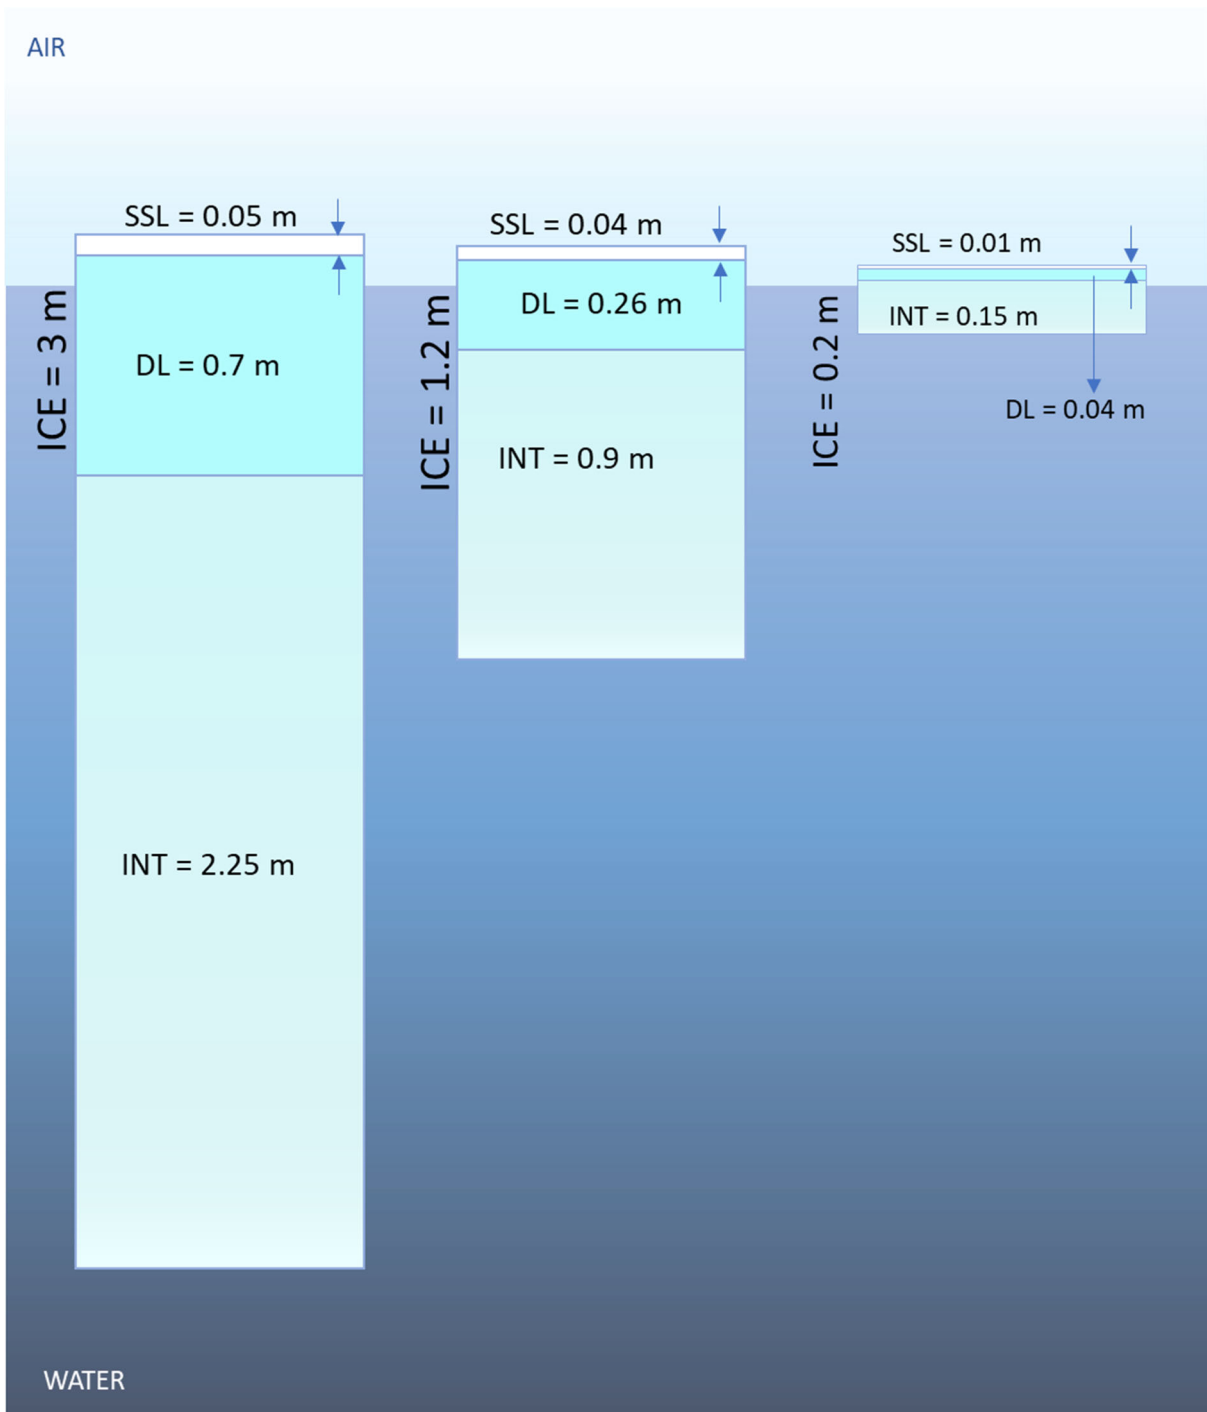 AIR
SSL = 0.05 m
SSL = 0.04 m
SSL = 0.01 m
ICE = 3 m
DL = 0.7 m
ICE = 1.2 m
DL = 0.26 m
ICE = 0.2 m
INT = 0.15 m
DL = 0.04 m
INT = 0.9 m
INT = 2.25 m
WATER